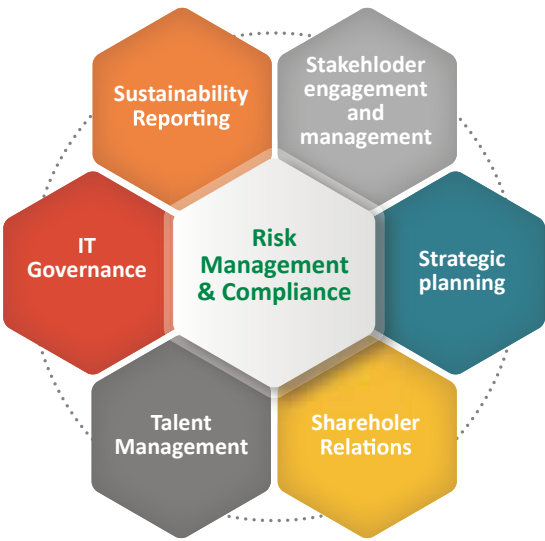 Sustainability
Reporting
Stakehloder
engagement
and
management
IT
Governance
Risk
Management
& Compliance
Strategic
planning
Talent
Management
Shareholer
Relations